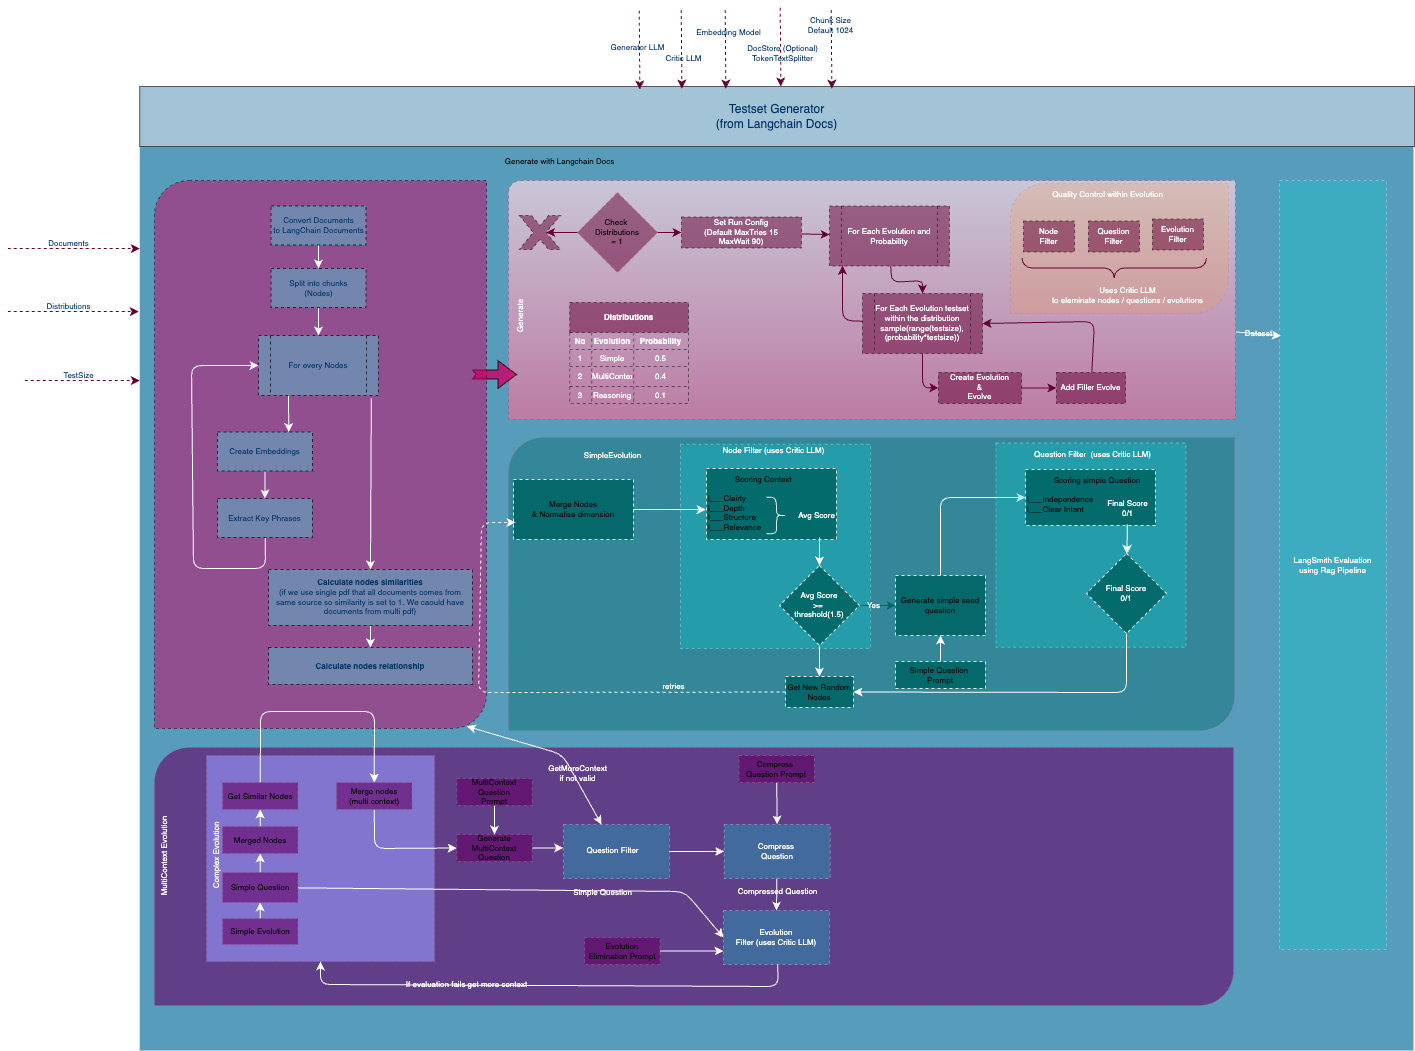 Chunk Size
Default 1024
Embedding Model
Generator LLM
DocStore (Optional)
TokenTextSplitter
Critic LLM
Testset Generator
(from Langchain Docs)
Generate with Langchain Docs
Documents
Distributions
TestSize
Convert Documents
to LangChain Documents
Split into chunks
(Nodes)
For every Nodes
Create Embeddings
Extract Key Phrases
Calculate nodes similarities
(if we use single pdf that all documents comes from
same source so similarity is set to 1. We caould have
documents from multi pdf)
Calculate nodes relationship
Generate
Check
Distributions
= 1
Set Run Config
(Default MaxTries 15
MaxWait 90)
For Each Evolution and
Probability
Quality Control within Evolution
Node
Filter
Question
Filter
Evolution
Filter
Uses Critic LLM
to eleminate nodes / questions / evolutions
For Each Evolution testset
within the distribution
sample(range(testsize),
(probability*testsize))
Distributions
No Evolution Probability
1 Simple 0.5
2 MultiContex 0.4
3 Reasoning 0.1
Create Evolution
&
Evolve
Add Filler Evolve
Dataset
LangSmith Evaluation
using Rag Pipeline
SimpleEvolution
Merge Nodes
& Normalise dimension
Node Filter (uses Critic LLM)
Scoring Context
___Clairty
___Depth
___Structure
___Relevance
Avg Score
Avg Score
>=
threshold(1.5)
Yes
Generate simple seed
question
Simple Question
Prompt
Get New Random
Nodes
retries
Question Filter (uses Critic LLM)
Scoring simple Question
___Independence
___Clear Intent
Final Score
0/1
Final Score
0/1
MultiContext Evolution
Complex Evolution
Get Similar Nodes
Merged Nodes
Simple Question
Simple Evolution
Merge nodes
(multi context)
MultiContext
Question
Prompt
Generate
MultiContext
Question
GetMoreContext
if not valid
Question Filter
Compress
Question Prompt
Compress
Question
Compressed Question
Simple Question
Evolution
Elimination Prompt
Evolution
Filter (uses Critic LLM)
If evaluation fails get more context